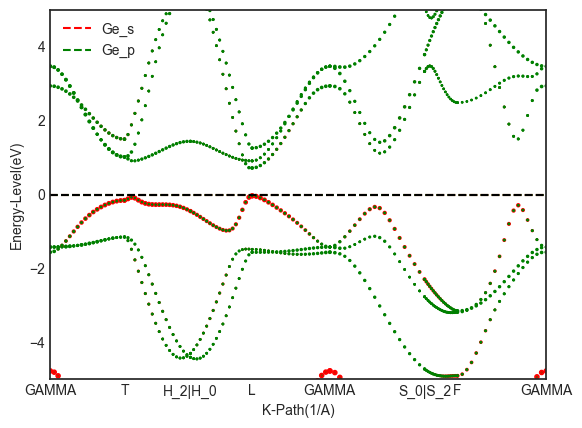 Ge_s
Ge_p
Energy-Level(eV)
4
2
0
−2
−4
GAMMA T H_2|H_0 L GAMMA S_0|S_2 F GAMMA
K-Path(1/A)